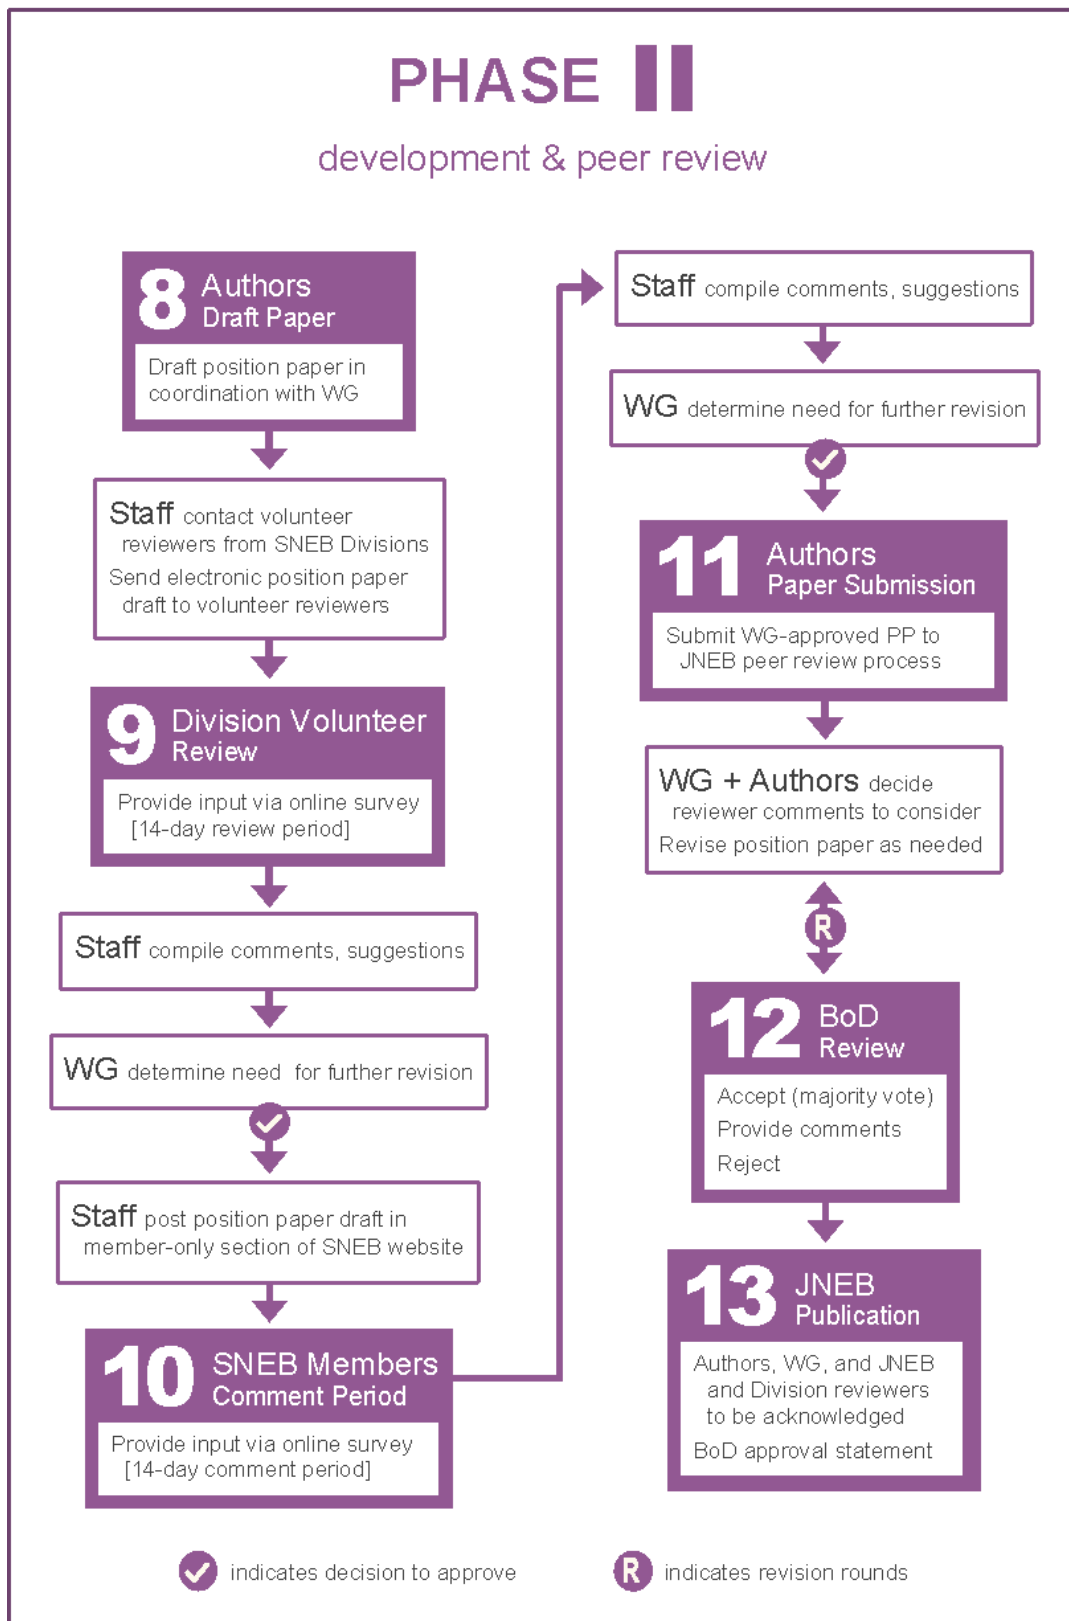 PHASE II
development & peer review
8 Authors
Draft Paper
Draft position paper in
coordination with WG
Staff contact volunteer
reviewers from SNEB Divisions
Send electronic position paper
draft to volunteer reviewers
9 Division Volunteer
Review
Provide input via online survey
[14-day review period]
Staff compile comments, suggestions
WG determine need for further revision
Staff post position paper draft in
member-only section of SNEB website
10 SNEB Members
Comment Period
Provide input via online survey
[14-day comment period]
Staff compile comments, suggestions
WG determine need for further revision
11 Authors
Paper Submission
Submit WG-approved PP to
JNEB peer review process
WG + Authors decide
reviewer comments to consider
Revise position paper as needed
R
12 BoD
Review
Accept (majority vote)
Provide comments
Reject
13 JNEB
Publication
Authors, WG, and JNEB
and Division reviewers
to be acknowledged
BoD approval statement
indicates decision to approve
R indicates revision rounds